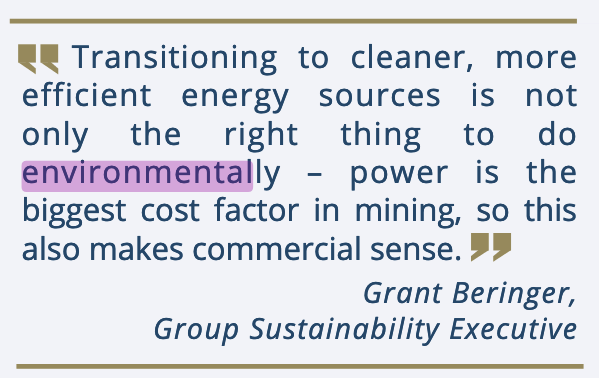 ❞ Transitioning to cleaner, more
efficient energy sources is not
only the right thing to do
environmentally – power is the
biggest cost factor in mining, so this
also makes commercial sense. ❞
Grant Beringer,
Group Sustainability Executive